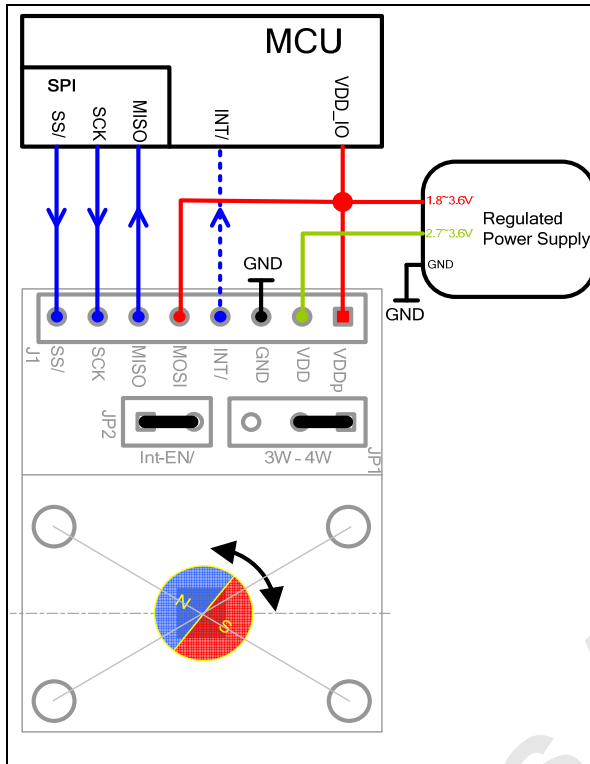 MCU
SPI
SS/
SCK
MISO
INT/
VDD_IO
1.8~3.6V
2.7~3.6V
GND
Regulated
Power Supply
GND
GND
J1
SS/
SCK
MISO
MOSI
INT/
GND
VDD
VDDp
JP2
Int-EN/
3W - 4W
JP1
N
S